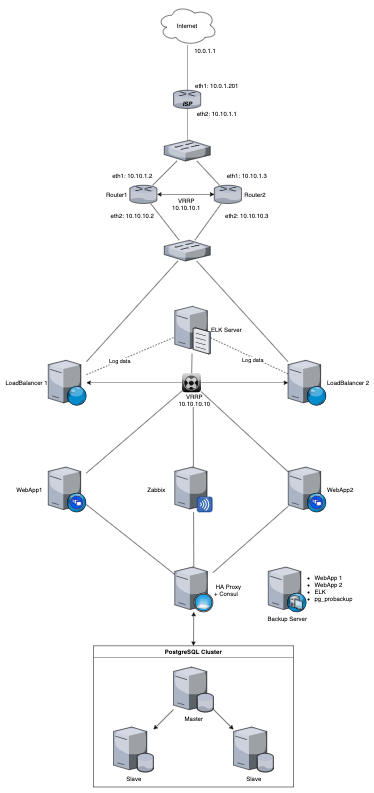 Internet
10.0.1.1
eth1: 10.0.1.201
ISP
eth2: 10.10.1.1
eth1: 10.10.1.2
eth1: 10.10.1.3
Router1
Router2
VRRP
10.10.10.1
eth2: 10.10.10.2
eth2: 10.10.10.3
ELK Server
Log data
Log data
LoadBalancer 1
LoadBalancer 2
VRRP
10.10.10.10
WebApp1
Zabbix
WebApp2
HA Proxy
+ Consul
• WebApp 1
• WebApp 2
• ELK
• pg_probackup
Backup Server
PostgreSQL Cluster
Master
Slave
Slave